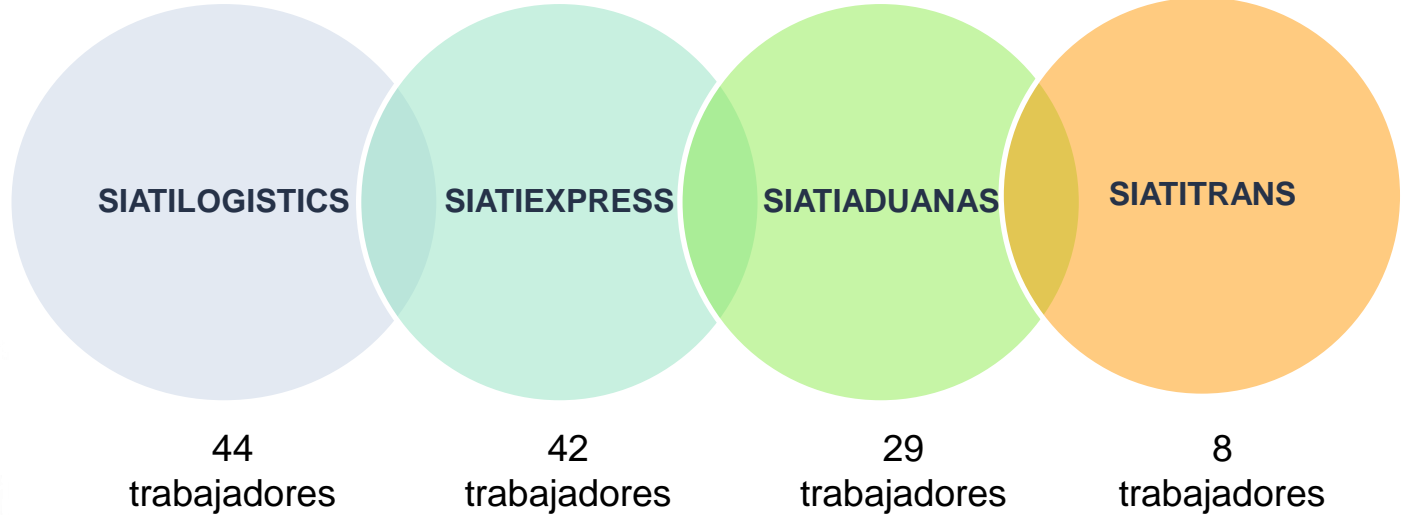 SIATILOGISTICS
SIATIEXPRESS
SIATIADUANAS
SIATITRANS
44
trabajadores
42
trabajadores
29
trabajadores
8
trabajadores